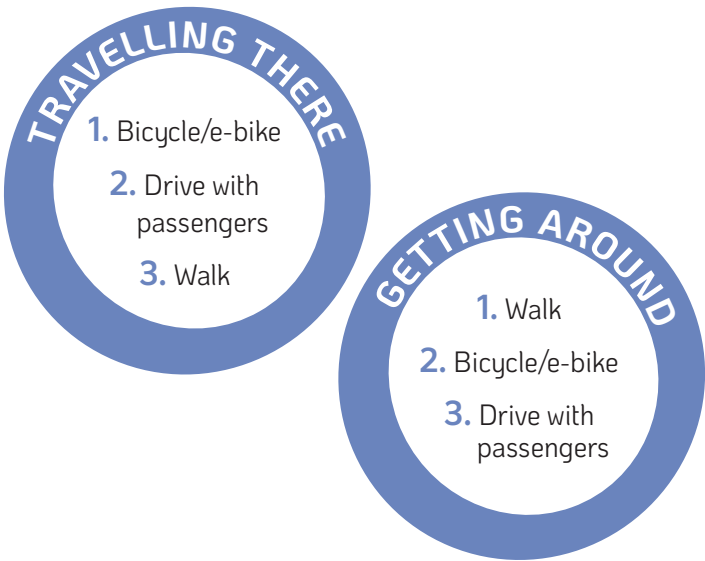 TRAVELLING THERE
1. Bicycle/e-bike
2. Drive with
passengers
3. Walk
GETTING AROUND
1. Walk
2. Bicycle/e-bike
3. Drive with
passengers